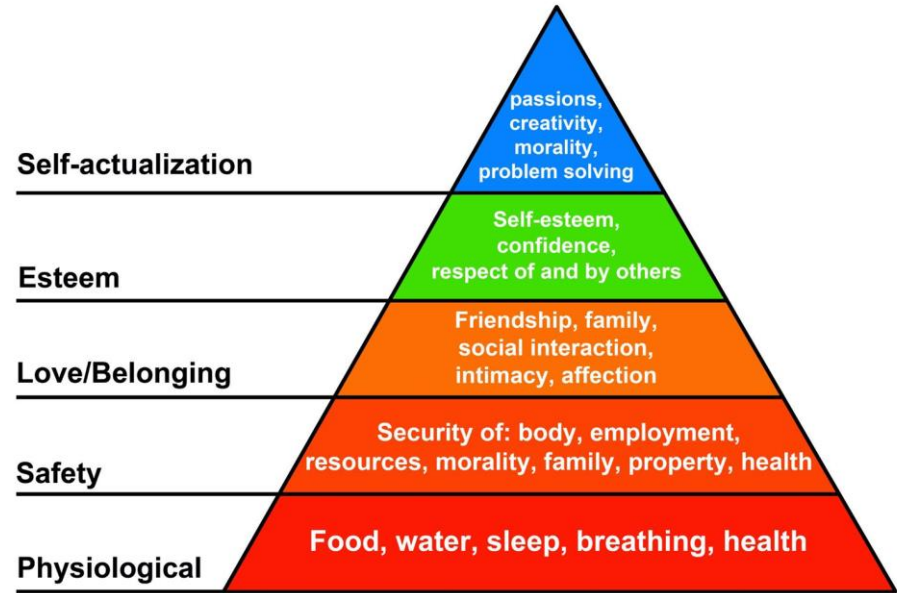 passions,
creativity,
morality,
problem solving
Self-actualization
Self-esteem,
confidence,
respect of and by others
Esteem
Friendship, family,
social interaction,
intimacy, affection
Love/Belonging
Security of: body, employment,
resources, morality, family, property, health
Safety
Food, water, sleep, breathing, health
Physiological